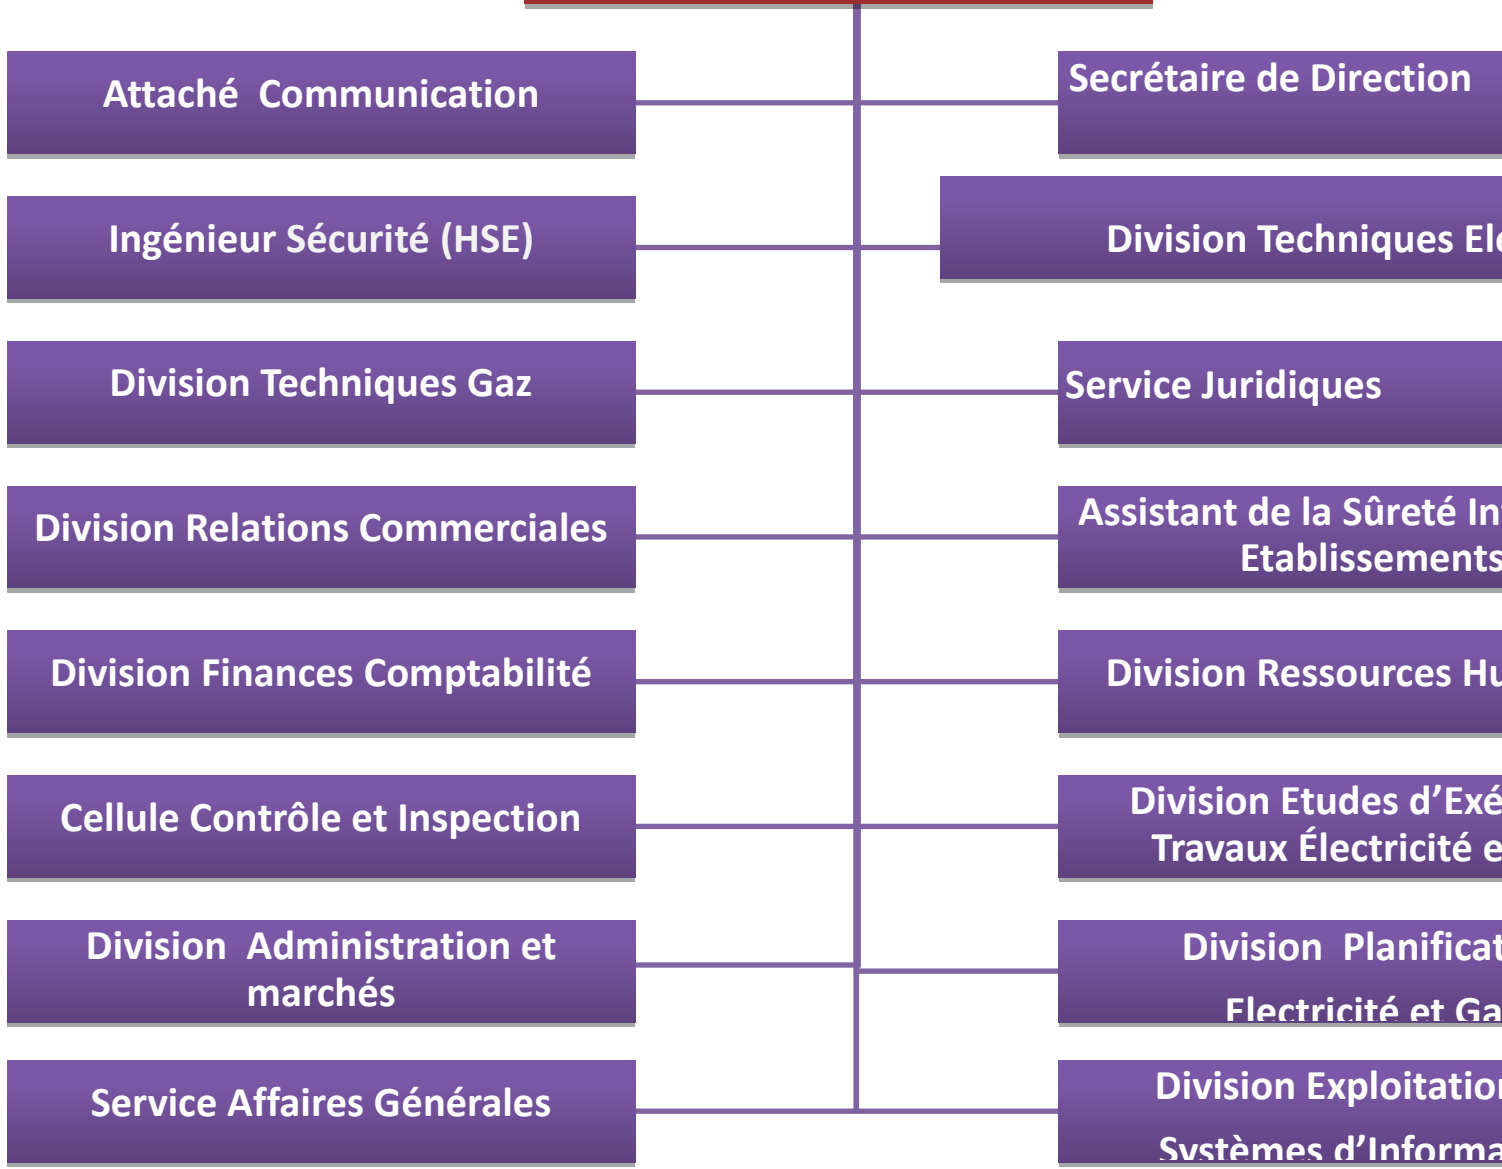 Attaché Communication
Secrétaire de Direction
Ingénieur Sécurité (HSE)
Division Techniques
Division Techniques Gaz
Service Juridiques
Division Relations Commerciales
Assistant de la Sûreté
Etablissements
Division Finances Comptabilité
Division Ressources
Cellule Contrôle et Inspection
Division Etudes
Travaux Électricité
Division Administration et
marchés
Division
Electricité et
Service Affaires Générales
Division
Systèmes